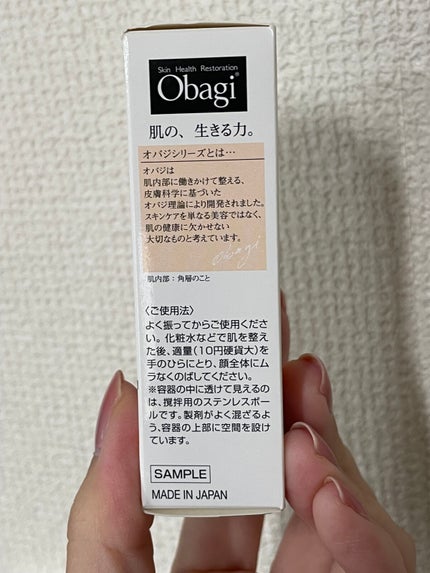 Skin Health Restoration
Obagi®
肌の、生きる力。
オバジシリーズとは…
オバジは
肌内部に働きかけて整える、
皮膚科学に基づいた
オバジ理論により開発されました。
スキンケアを単なる美容ではなく、
肌の健康に欠かせない
大切なものと考えています。
Obagi
肌内部：角層のこと
〈ご使用法〉
よく振ってからご使用くださ
い。化粧水などで肌を整え
た後、適量（10円硬貨大）を
手のひらにとり、顔全体にム
ラなくのばしてください。
※容器の中に透けて見えるの
は、撹拌用のステンレスボー
ルです。製剤がよく混ざるよ
う、容器の上部に空間を設け
ています。
SAMPLE
MADE IN JAPAN